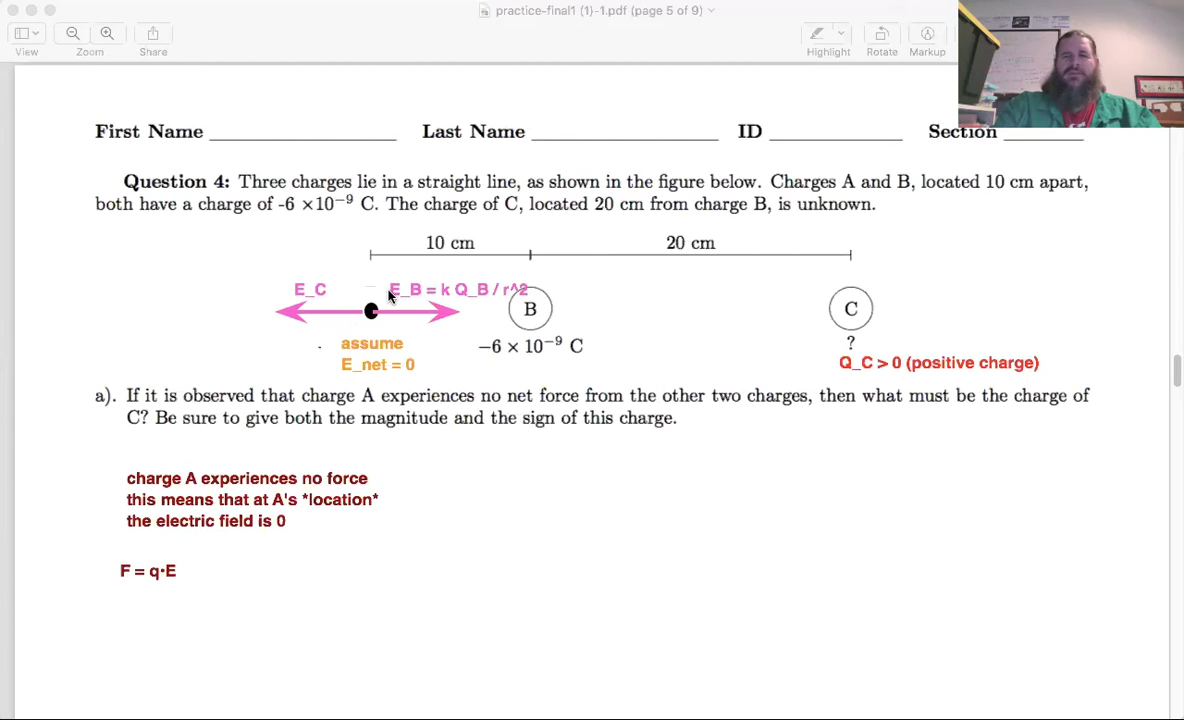 practice-final1 (1)-1.pdf (page 5 of 9)
View Zoom Share Highlight Rotate Markup
First Name ____________ Last Name ____________ ID ________ Section ______
Question 4: Three charges lie in a straight line, as shown in the figure below. Charges A and B, located 10 cm apart,
both have a charge of -6 ×10⁻⁹ C. The charge of C, located 20 cm from charge B, is unknown.
10 cm 20 cm
E_C E_B = k Q_B / r^2
B C
assume −6 × 10⁻⁹ C ?
E_net = 0 Q_C > 0 (positive charge)
a). If it is observed that charge A experiences no net force from the other two charges, then what must be the charge of
C? Be sure to give both the magnitude and the sign of this charge.
charge A experiences no force
this means that at A's *location*
the electric field is 0
F = q·E